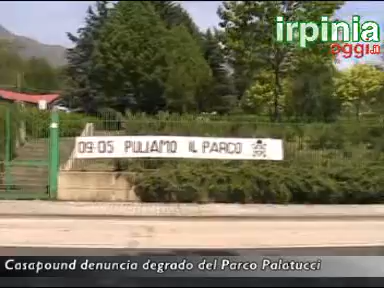 irpinia
oggi.it
09-05 PULIAMO IL PARCO
Casapound denuncia degrado del Parco Palatucci